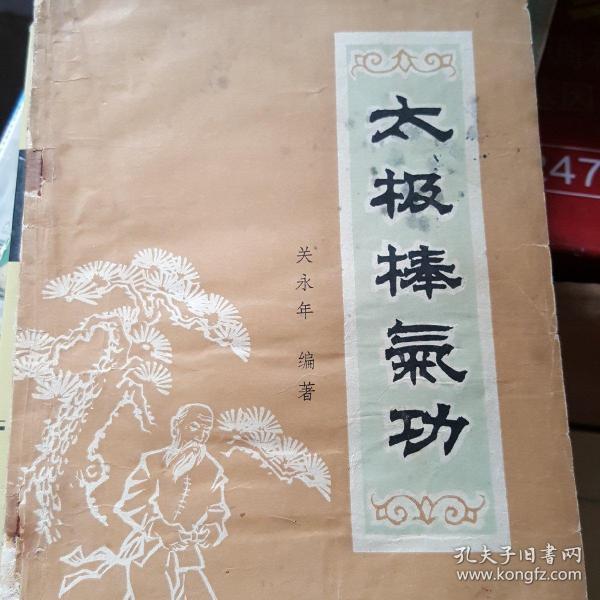 太极棒氣功
关永年 编著
247
孔夫子旧书网
www.kongfz.com